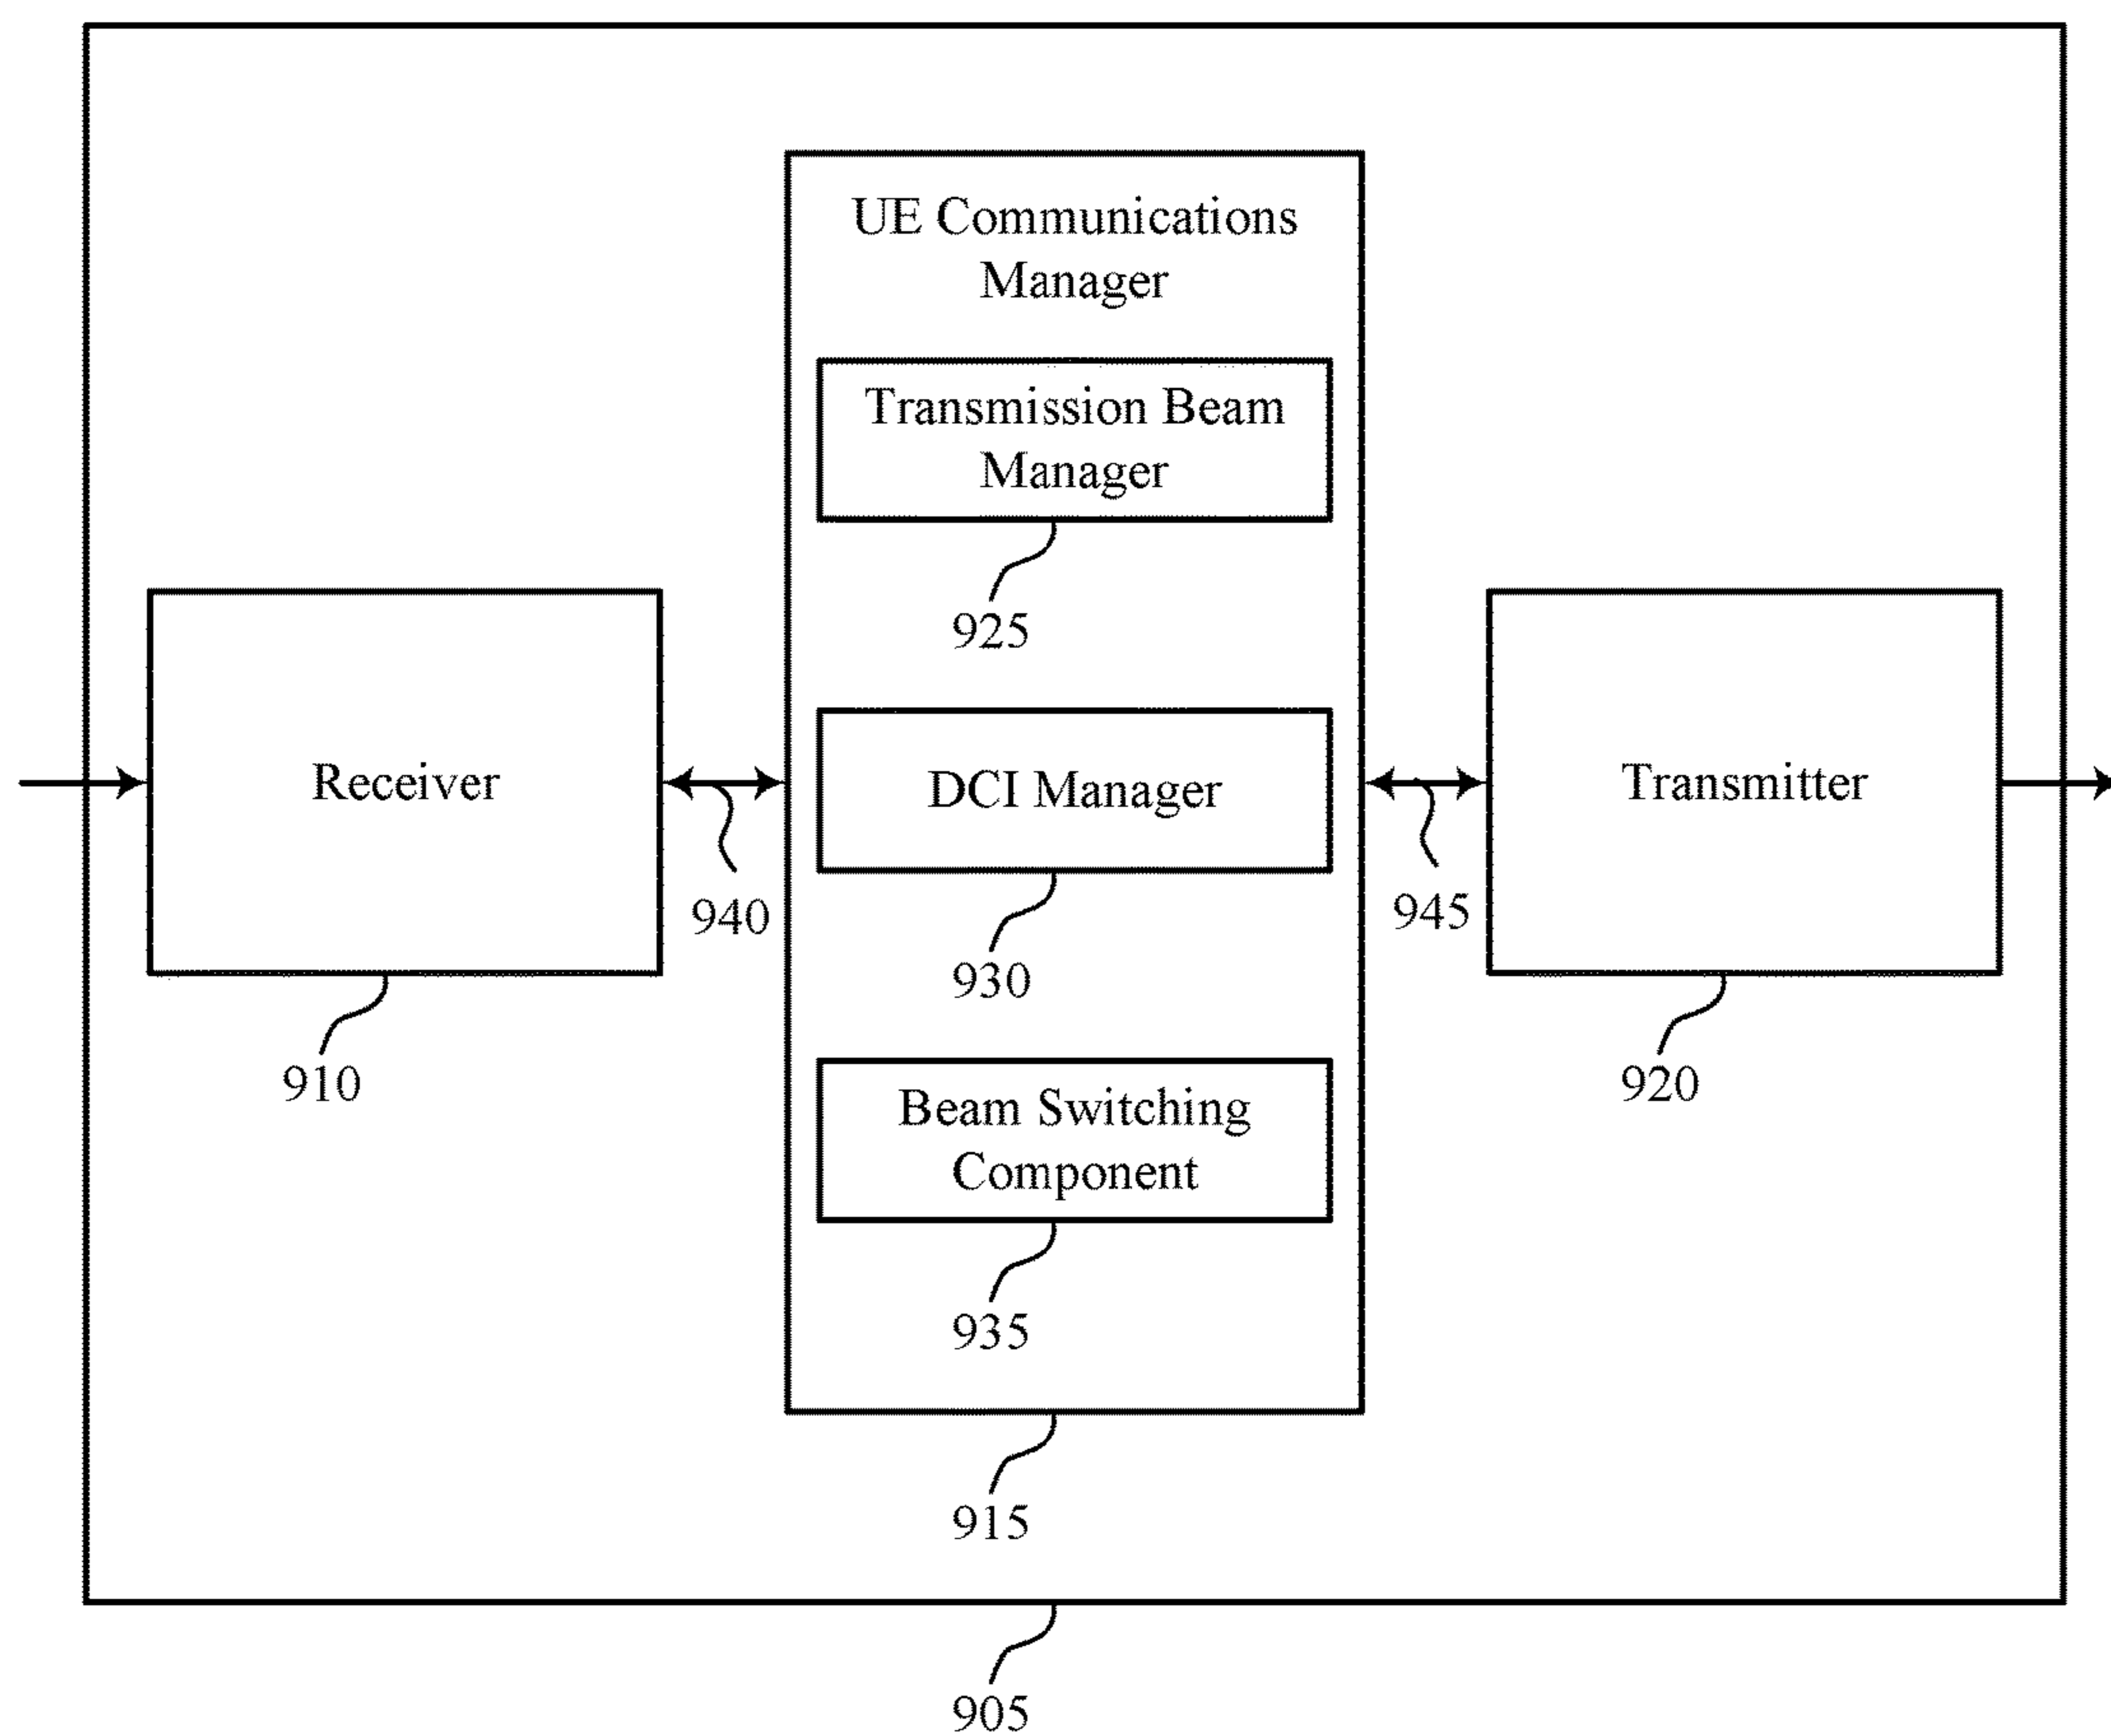 UE Communications
Manager
Transmission Beam
Manager
925
Receiver
DCI Manager
Transmitter
940
945
930
910
920
Beam Switching
Component
935
915
905